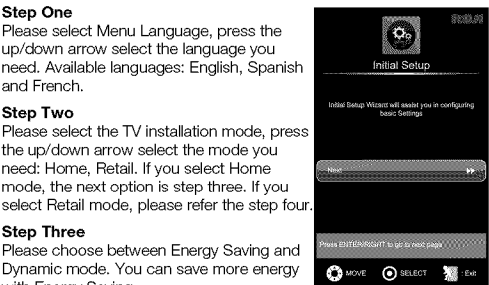 Step One
Please select Menu Language, press the
up/down arrow select the language you
need. Available languages: English, Spanish
and French.
Step Two
Please select the TV installation mode, press
the up/down arrow select the mode you
need: Home, Retail. If you select Home
mode, the next option is step three. If you
select Retail mode, please refer the step four.
Step Three
Please choose between Energy Saving and
Dynamic mode. You can save more energy
with Energy Saving
Initial Setup
Initial Setup Wizard will assist you in configuring
basic Settings
Next
Press ENTER/RIGHT to go to next page
MOVE SELECT : Exit